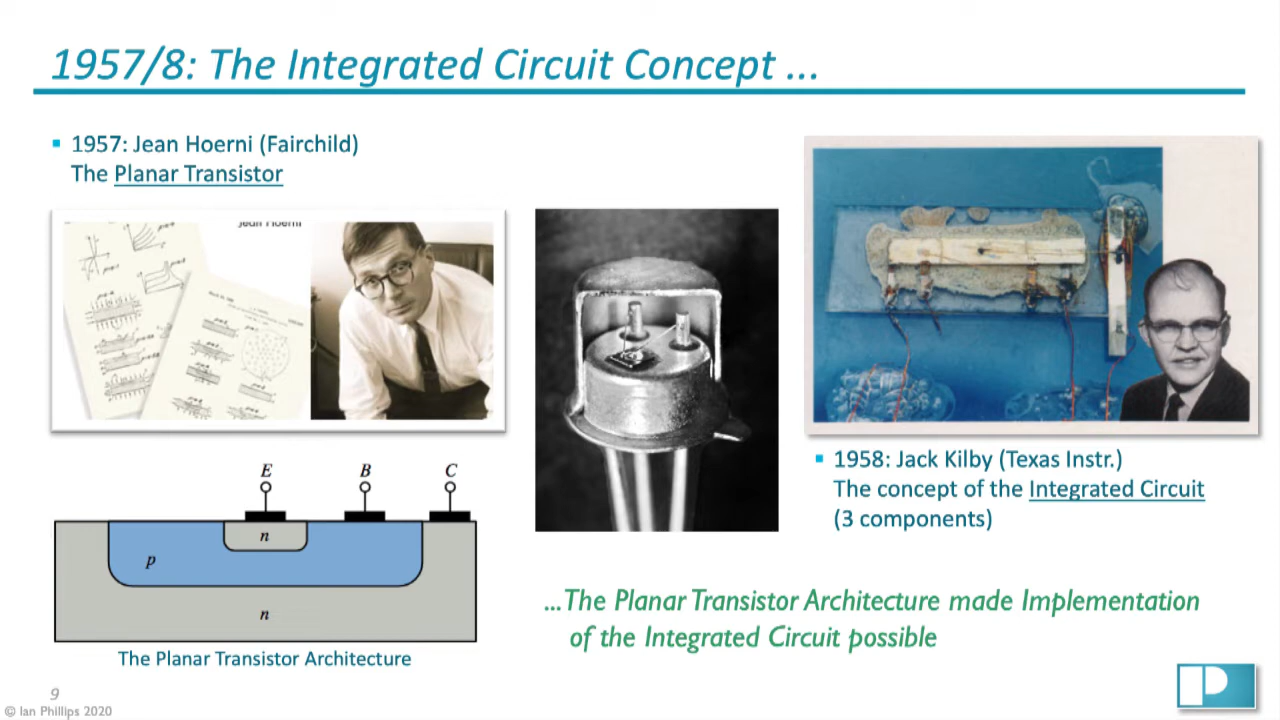 1957/8: The Integrated Circuit Concept ...
▪ 1957: Jean Hoerni (Fairchild)
The Planar Transistor
Jean Hoerni
E
B
C
n
p
n
The Planar Transistor Architecture
▪ 1958: Jack Kilby (Texas Instr.)
The concept of the Integrated Circuit
(3 components)
...The Planar Transistor Architecture made Implementation
of the Integrated Circuit possible
9
© Ian Phillips 2020
P